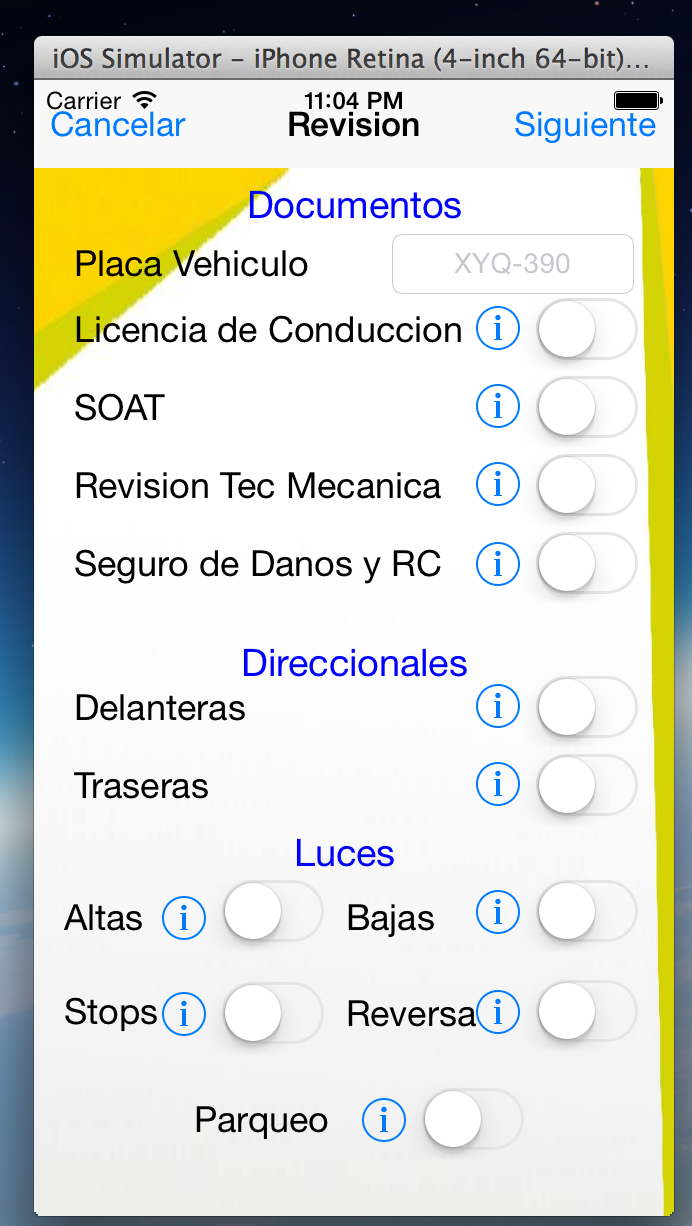 iOS Simulator – iPhone Retina (4-inch 64-bit)…
Carrier 11:04 PM
Cancelar Revision Siguiente
Documentos
Placa Vehiculo XYQ-390
Licencia de Conduccion i
SOAT i
Revision Tec Mecanica i
Seguro de Danos y RC i
Direccionales
Delanteras i
Traseras i
Luces
Altas i Bajas i
Stops i Reversa i
Parqueo i